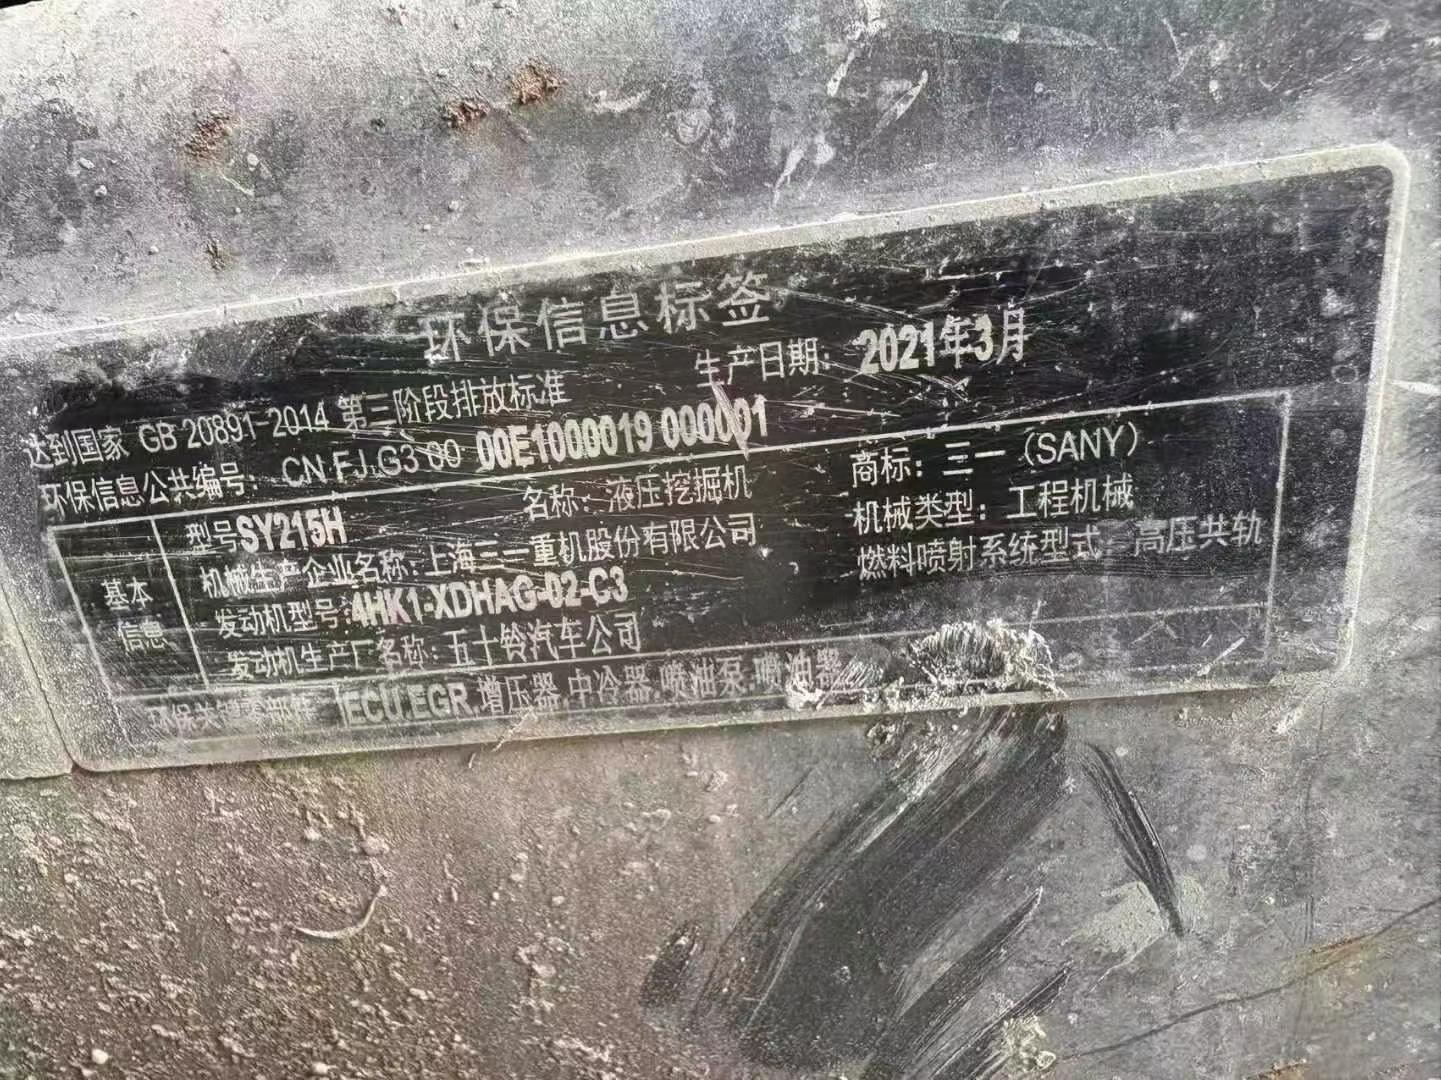 环保信息标签
生产日期：2021年3月
达到国家 GB 20891-2014 第三阶段排放标准
环保信息公共编号： CN FJ G3 00 00E1000019 000001
基本信息
型号SY215H 名称：液压挖掘机 商标：三一（SANY）
机械生产企业名称：上海三一重机股份有限公司 机械类型：工程机械
发动机型号：4HK1-XDHAG-02-C3 燃料喷射系统型式：高压共轨
发动机生产厂名称：五十铃汽车公司
环保关键零部件 ECU,EGR,增压器,中冷器,喷油泵,喷油器